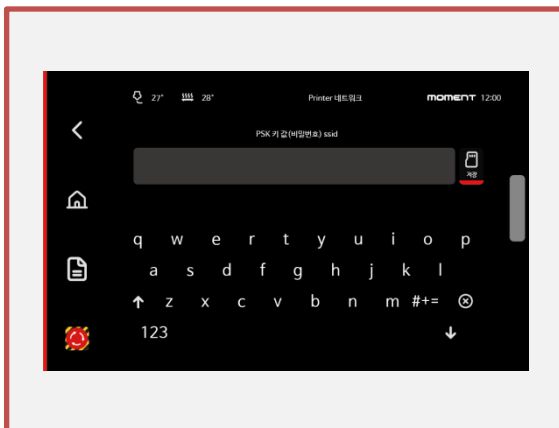 27° 28° Printer 네트워크 moment 12:00
PSK 키 값(비밀번호) ssid
저장
q w e r t y u i o p
a s d f g h j k l
z x c v b n m #+=
123